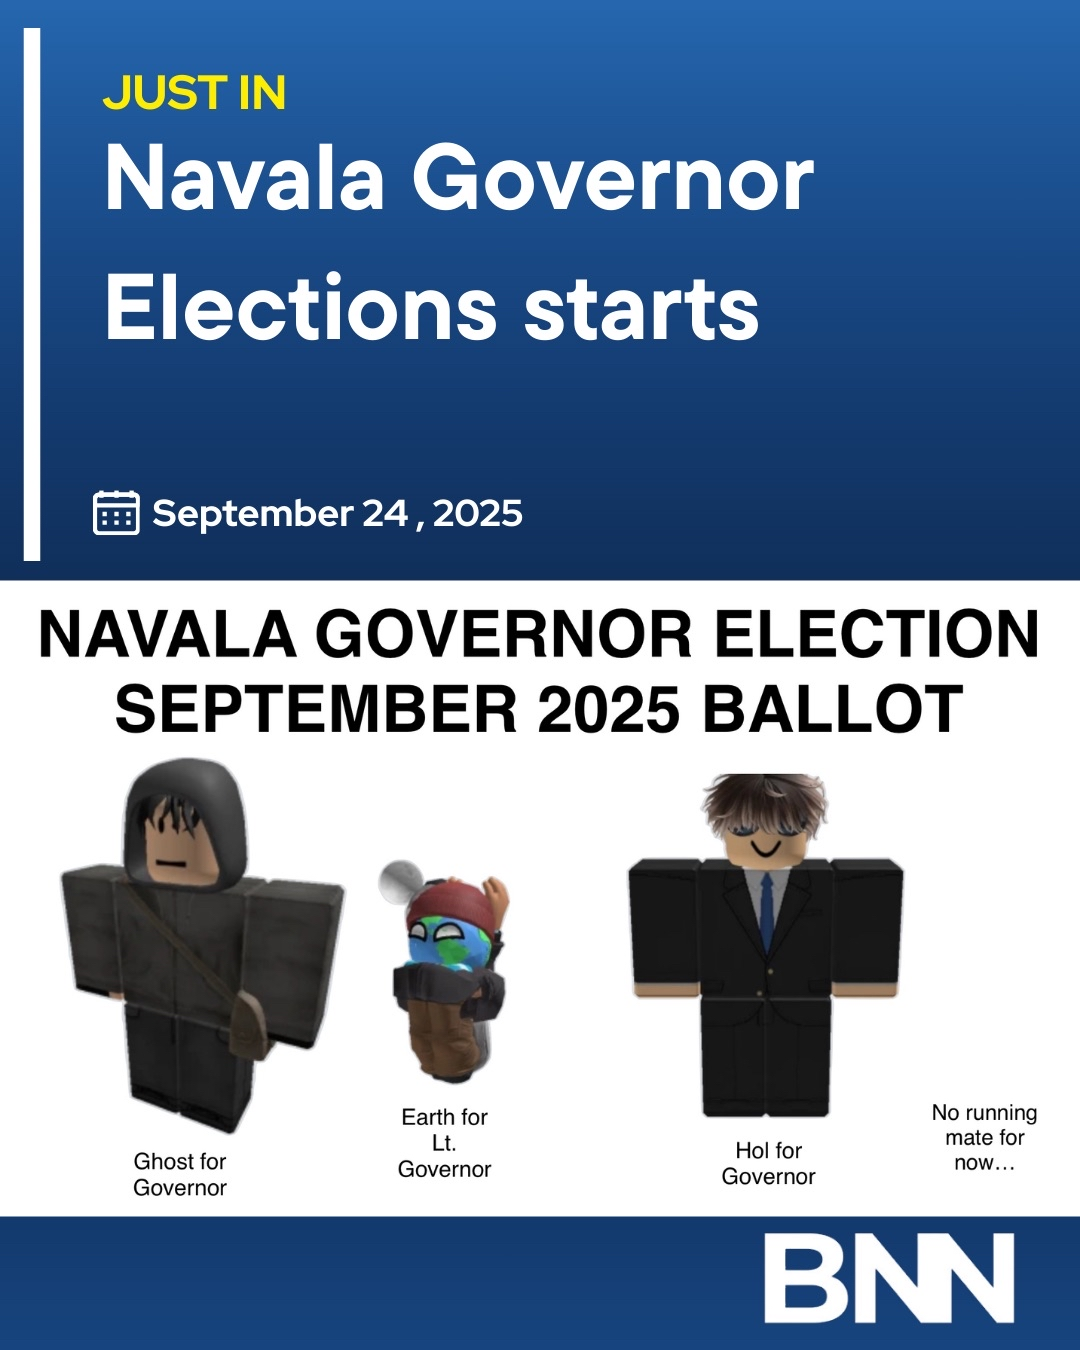 JUST IN
Navala Governor
Elections starts
September 24 , 2025
NAVALA GOVERNOR ELECTION
SEPTEMBER 2025 BALLOT
Ghost for
Governor
Earth for
Lt.
Governor
Hol for
Governor
No running
mate for
now...
BNN